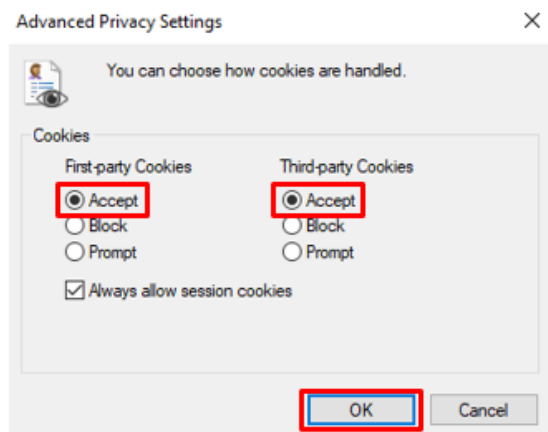 Advanced Privacy Settings
You can choose how cookies are handled.
Cookies
First-party Cookies
Third-party Cookies
Accept
Accept
Block
Block
Prompt
Prompt
Always allow session cookies
OK
Cancel